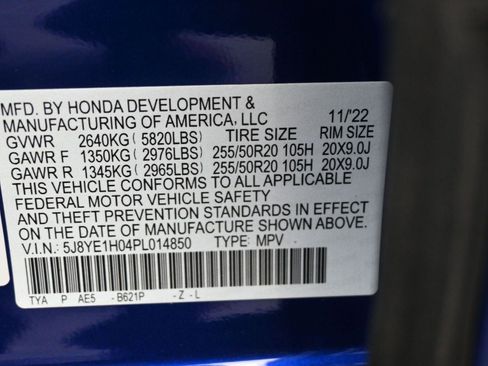 MFD. BY HONDA DEVELOPMENT &
MANUFACTURING OF AMERICA, LLC 11/'22
GVWR 2640KG ( 5820LBS) TIRE SIZE RIM SIZE
GAWR F 1350KG ( 2976LBS) 255/50R20 105H 20X9.0J
GAWR R 1345KG ( 2965LBS) 255/50R20 105H 20X9.0J
THIS VEHICLE CONFORMS TO ALL APPLICABLE
FEDERAL MOTOR VEHICLE SAFETY
AND THEFT PREVENTION STANDARDS IN EFFECT
ON THE DATE OF MANUFACTURE SHOWN ABOVE.
V.I.N.: 5J8YE1H04PL014850 TYPE: MPV
TYA P AE5 -B621P -Z-L